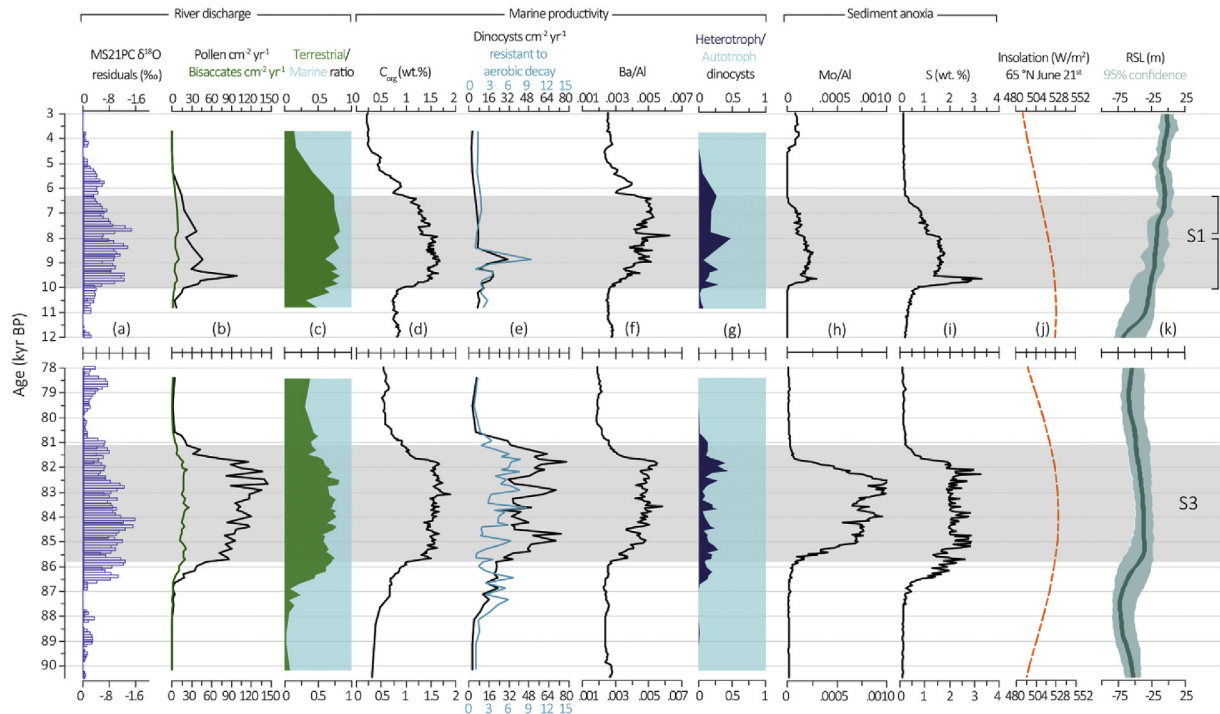 River discharge
Marine productivity
Sediment anoxia
MS21PC δ¹⁸O
residuals (‰)
Pollen cm⁻² yr⁻¹
Bisaccates cm⁻² yr⁻¹
Terrestrial/
Marine ratio
C_org (wt.%)
Dinocysts cm⁻² yr⁻¹
resistant to
aerobic decay
Ba/Al
Heterotroph/
Autotroph
dinocysts
Mo/Al
S (wt. %)
Insolation (W/m²)
65 °N June 21ˢᵗ
RSL (m)
95% confidence
0 3 6 9 12 15
0 -8 -16
0 30 60 90 120 150
0 0.5 1
0 0.5 1 1.5 2
0 16 32 48 64 80
.001 .003 .005 .007
0 0.5 1
0 .0005 .0010
0 1 2 3 4
480 504 528 552
-75 -25 25
3
4
5
6
7
8
9
10
11
12
S1
(a) (b) (c) (d) (e) (f) (g) (h) (i) (j) (k)
Age (kyr BP)
78
79
80
81
82
83
84
85
86
87
88
89
90
S3
0 -8 -16
0 30 60 90 120 150
0 0.5 1
0 0.5 1 1.5 2
0 16 32 48 64 80
.001 .003 .005 .007
0 0.5 1
0 .0005 .0010
0 1 2 3 4
480 504 528 552
-75 -25 25
0 3 6 9 12 15